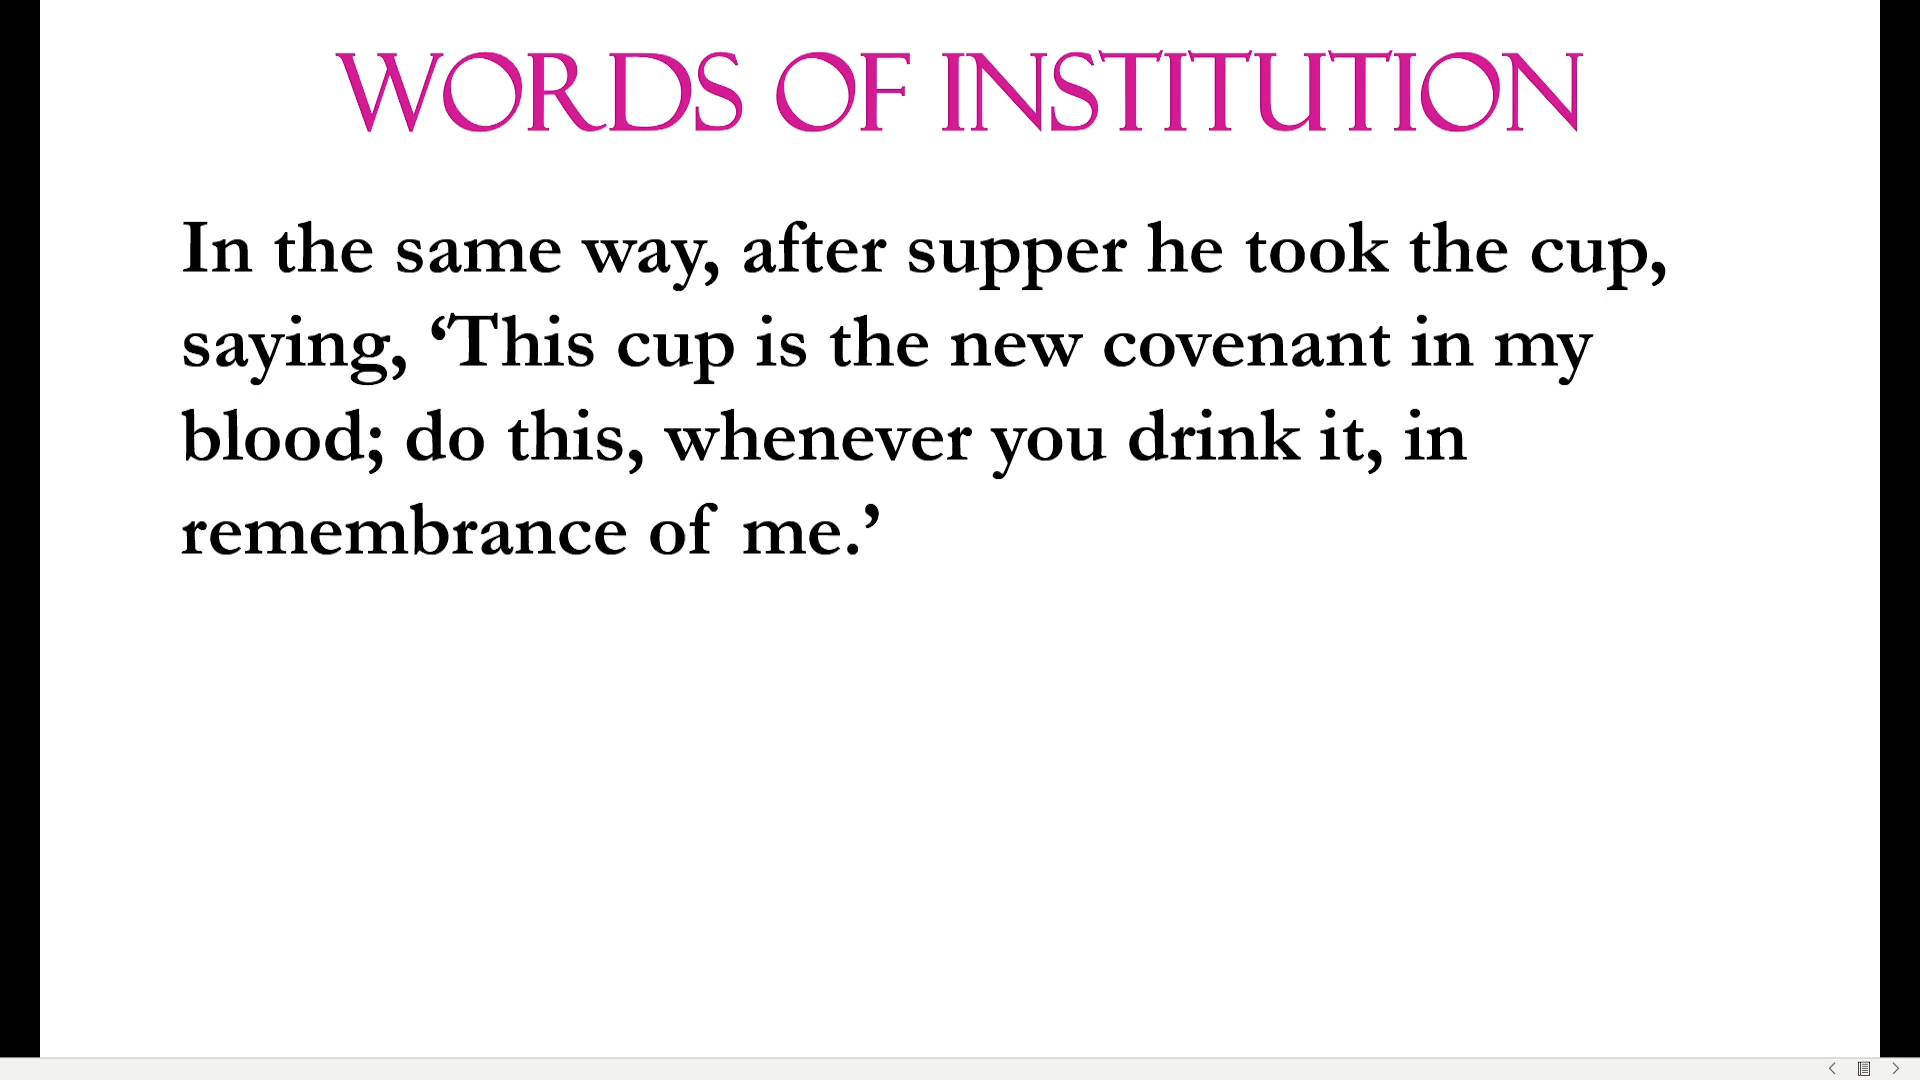 WORDS OF INSTITUTION
In the same way, after supper he took the cup,
saying, ‘This cup is the new covenant in my
blood; do this, whenever you drink it, in
remembrance of me.’